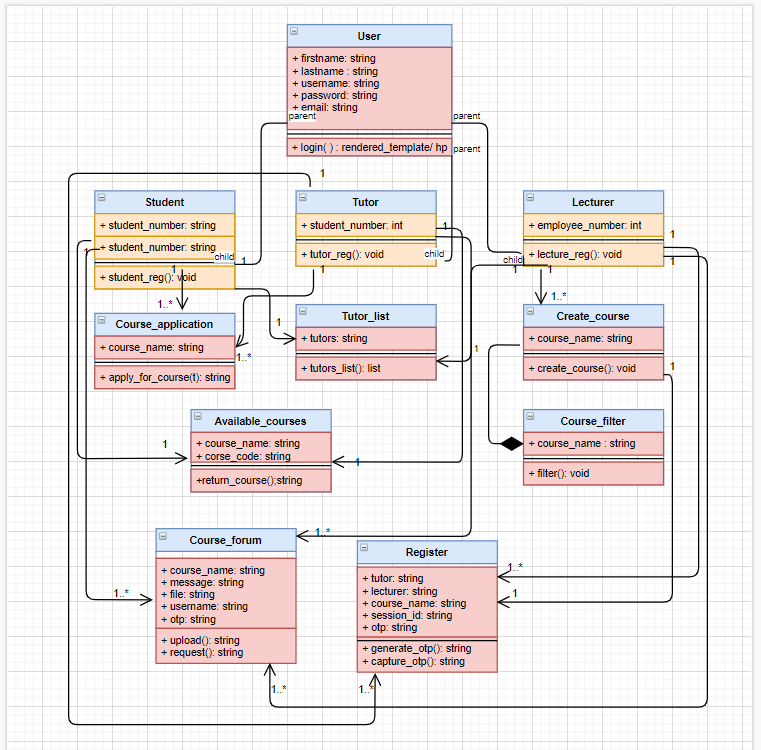 User
+ firstname: string
+ lastname : string
+ username: string
+ password: string
+ email: string
parent
parent
+ login( ) : rendered_template/ hp
parent
1
Student
+ student_number: string
+ student_number: string
child
+ student_reg(): void
Tutor
+ student_number: int
+ tutor_reg(): void
child
Lecturer
+ employee_number: int
+ lecture_reg(): void
child
1
1
1
1
1
1
1
1
1..*
1..*
Course_application
+ course_name: string
+ apply_for_course(t): string
1..*
1
Tutor_list
+ tutors: string
+ tutors_list(): list
1
Create_course
+ course_name: string
+ create_course(): void
1
Available_courses
+ course_name: string
+ corse_code: string
+return_course();string
1
1
Course_filter
+ course_name : string
+ filter(): void
Course_forum
+ course_name: string
+ message: string
+ file: string
+ username: string
+ otp: string
+ upload(): string
+ request(): string
1..*
1..*
1..*
Register
+ tutor: string
+ lecturer: string
+ course_name: string
+ session_id: string
+ otp: string
+ generate_otp(): string
+ capture_otp(): string
1..*
1
1..*